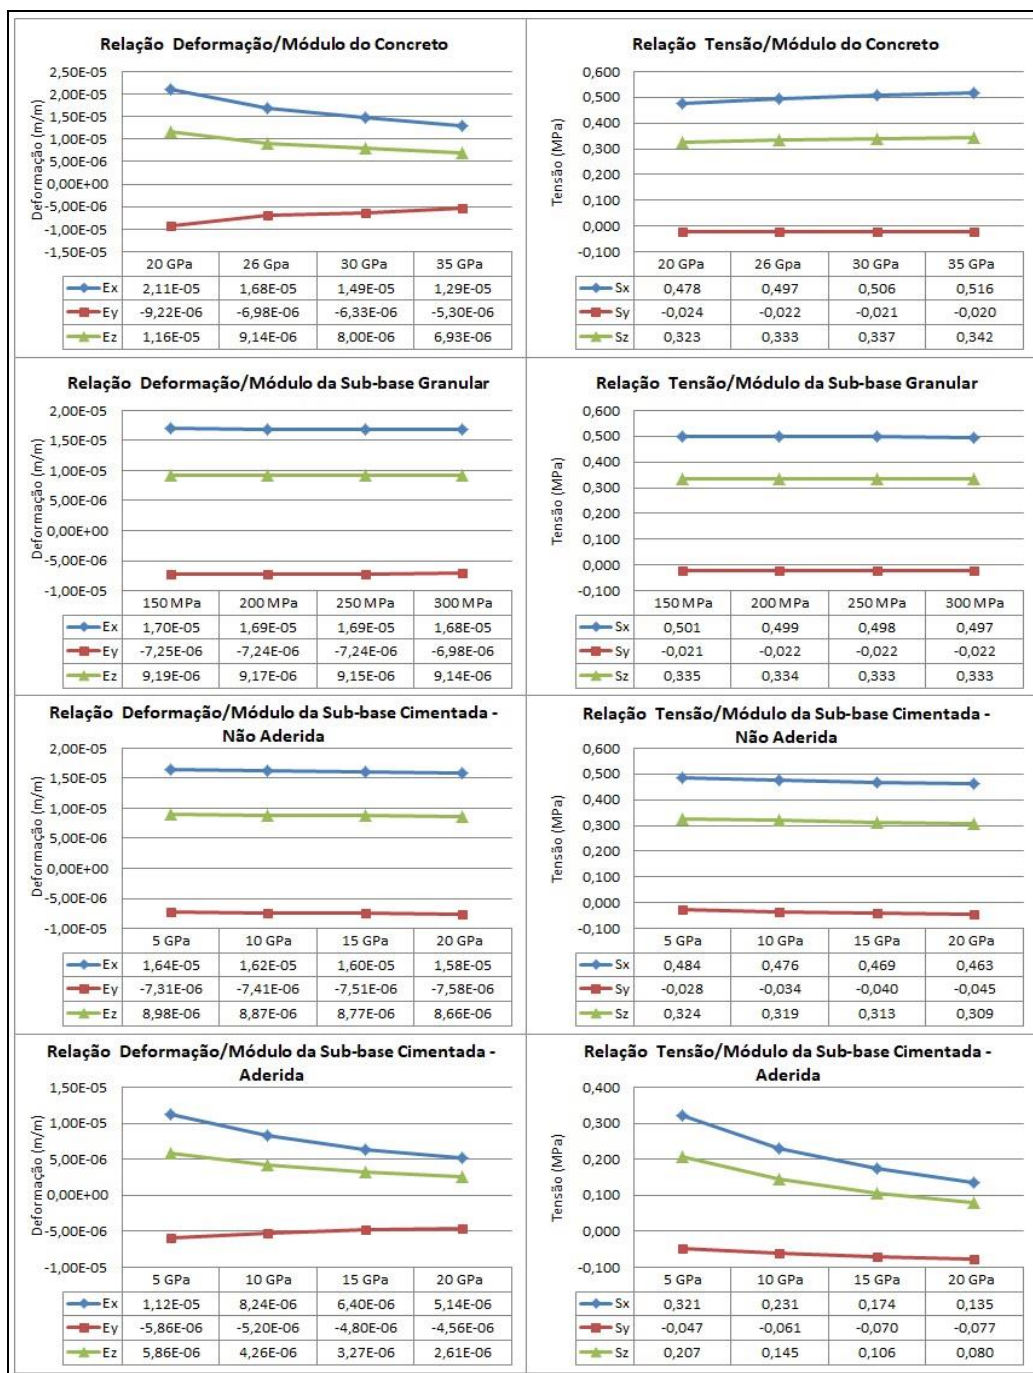 Relação Deformação/Módulo do Concreto
Deformação (m/m)
2,50E-05
2,00E-05
1,50E-05
1,00E-05
5,00E-06
0,00E+00
-5,00E-06
-1,00E-05
-1,50E-05
20 GPa 26 Gpa 30 GPa 35 GPa
Ex 2,11E-05 1,68E-05 1,49E-05 1,29E-05
Ey -9,22E-06 -6,98E-06 -6,33E-06 -5,30E-06
Ez 1,16E-05 9,14E-06 8,00E-06 6,93E-06
Relação Tensão/Módulo do Concreto
Tensão (MPa)
0,600
0,500
0,400
0,300
0,200
0,100
0,000
-0,100
20 GPa 26 Gpa 30 GPa 35 GPa
Sx 0,478 0,497 0,506 0,516
Sy -0,024 -0,022 -0,021 -0,020
Sz 0,323 0,333 0,337 0,342
Relação Deformação/Módulo da Sub-base Granular
Deformação (m/m)
2,00E-05
1,50E-05
1,00E-05
5,00E-06
0,00E+00
-5,00E-06
-1,00E-05
150 MPa 200 MPa 250 MPa 300 MPa
Ex 1,70E-05 1,69E-05 1,69E-05 1,68E-05
Ey -7,25E-06 -7,24E-06 -7,24E-06 -6,98E-06
Ez 9,19E-06 9,17E-06 9,15E-06 9,14E-06
Relação Tensão/Módulo da Sub-base Granular
Tensão (MPa)
0,600
0,500
0,400
0,300
0,200
0,100
0,000
-0,100
150 MPa 200 MPa 250 MPa 300 MPa
Sx 0,501 0,499 0,498 0,497
Sy -0,021 -0,022 -0,022 -0,022
Sz 0,335 0,334 0,333 0,333
Relação Deformação/Módulo da Sub-base Cimentada -
Não Aderida
Deformação (m/m)
2,00E-05
1,50E-05
1,00E-05
5,00E-06
0,00E+00
-5,00E-06
-1,00E-05
5 GPa 10 GPa 15 GPa 20 GPa
Ex 1,64E-05 1,62E-05 1,60E-05 1,58E-05
Ey -7,31E-06 -7,41E-06 -7,51E-06 -7,58E-06
Ez 8,98E-06 8,87E-06 8,77E-06 8,66E-06
Relação Tensão/Módulo da Sub-base Cimentada -
Não Aderida
Tensão (MPa)
0,600
0,500
0,400
0,300
0,200
0,100
0,000
-0,100
5 GPa 10 GPa 15 GPa 20 GPa
Sx 0,484 0,476 0,469 0,463
Sy -0,028 -0,034 -0,040 -0,045
Sz 0,324 0,319 0,313 0,309
Relação Deformação/Módulo da Sub-base Cimentada -
Aderida
Deformação (m/m)
1,50E-05
1,00E-05
5,00E-06
0,00E+00
-5,00E-06
-1,00E-05
5 GPa 10 GPa 15 GPa 20 GPa
Ex 1,12E-05 8,24E-06 6,40E-06 5,14E-06
Ey -5,86E-06 -5,20E-06 -4,80E-06 -4,56E-06
Ez 5,86E-06 4,26E-06 3,27E-06 2,61E-06
Relação Tensão/Módulo da Sub-base Cimentada -
Aderida
Tensão (MPa)
0,400
0,300
0,200
0,100
0,000
-0,100
5 GPa 10 GPa 15 GPa 20 GPa
Sx 0,321 0,231 0,174 0,135
Sy -0,047 -0,061 -0,070 -0,077
Sz 0,207 0,145 0,106 0,080